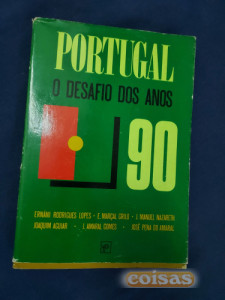 PORTUGAL
O DESAFIO DOS ANOS
90
ERNÂNI RODRIGUES LOPES • E. MARÇAL GRILO • J. MANUEL NAZARETH
JOAQUIM AGUIAR • J. AMARAL GOMES • JOSÉ PENA DO AMARAL
coisas